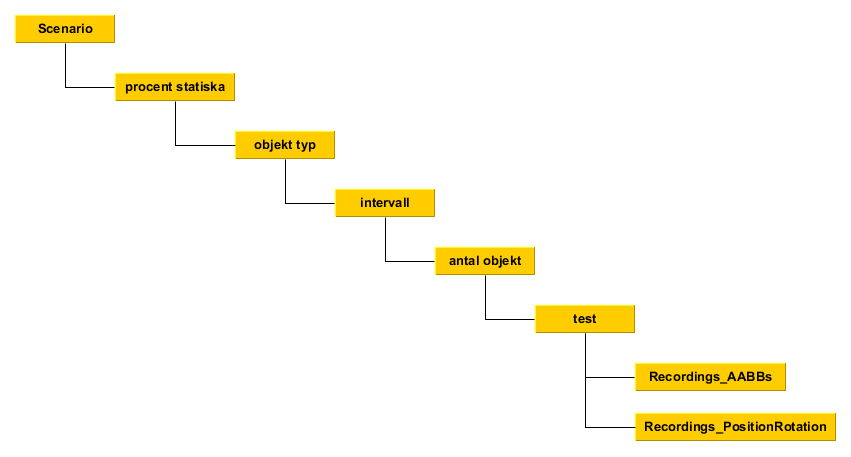 Scenario
procent statiska
objekt typ
intervall
antal objekt
test
Recordings_AABBs
Recordings_PositionRotation